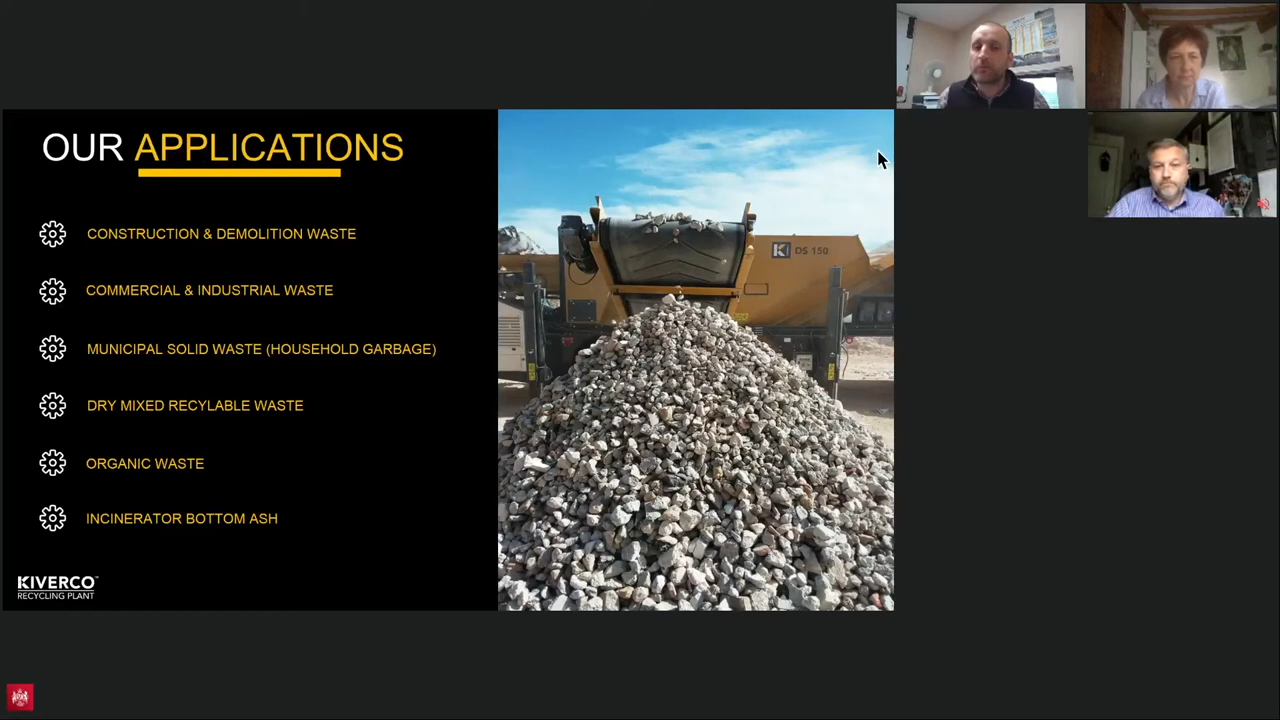 OUR APPLICATIONS
CONSTRUCTION & DEMOLITION WASTE
COMMERCIAL & INDUSTRIAL WASTE
MUNICIPAL SOLID WASTE (HOUSEHOLD GARBAGE)
DRY MIXED RECYLABLE WASTE
ORGANIC WASTE
INCINERATOR BOTTOM ASH
KIVERCO™
RECYCLING PLANT
DS 150